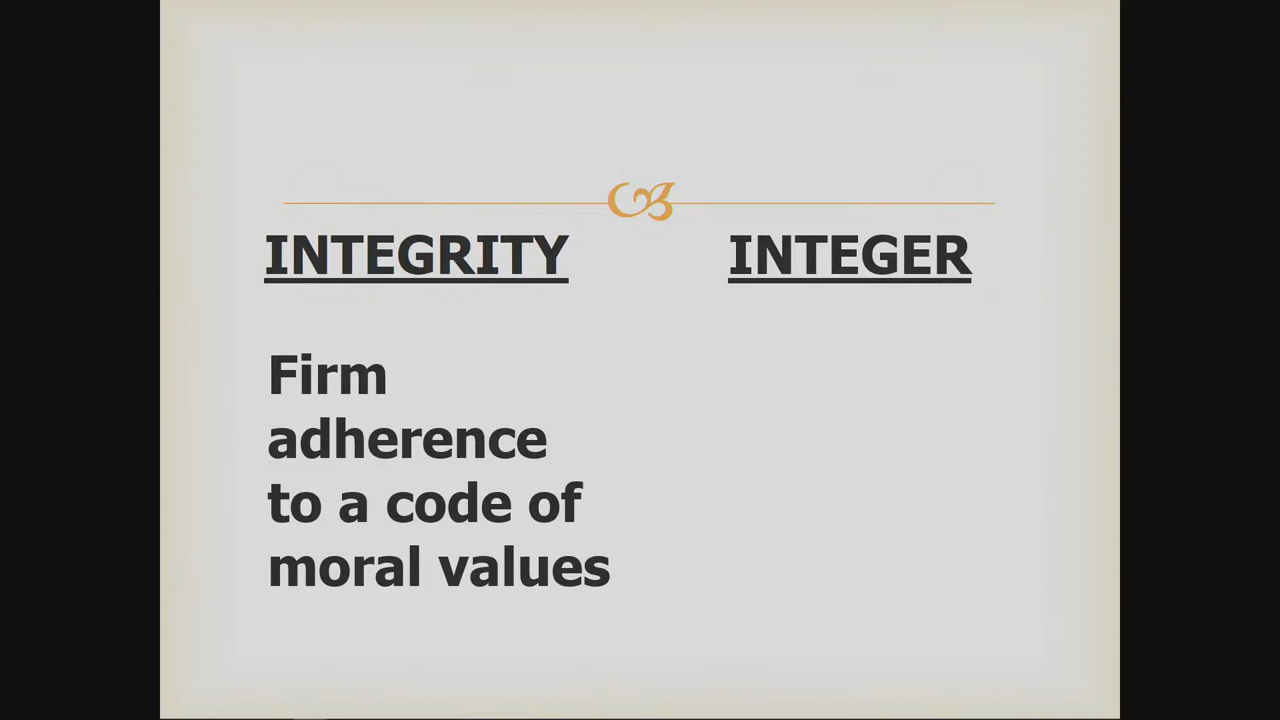 INTEGRITY
INTEGER
Firm
adherence
to a code of
moral values